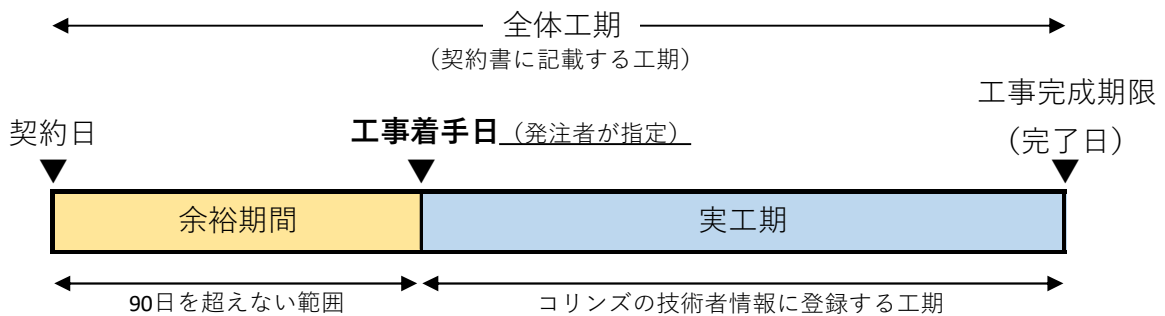 全体工期
（契約書に記載する工期）
工事完成期限
（完了日）
契約日
工事着手日（発注者が指定）
余裕期間
実工期
90日を超えない範囲
コリンズの技術者情報に登録する工期